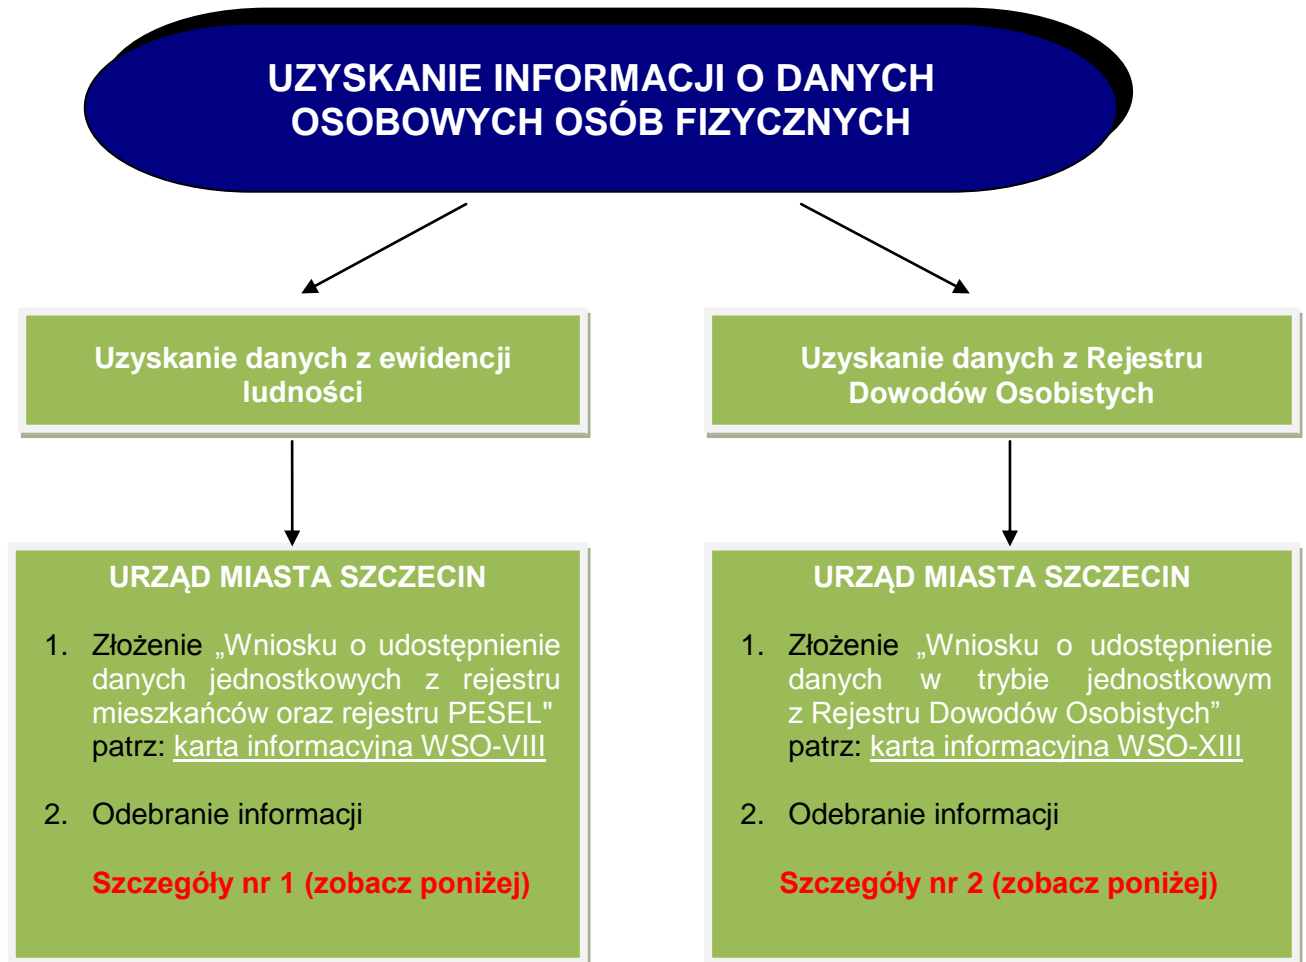 UZYSKANIE INFORMACJI O DANYCH
OSOBOWYCH OSÓB FIZYCZNYCH
Uzyskanie danych z ewidencji
ludności
Uzyskanie danych z Rejestru
Dowodów Osobistych
URZĄD MIASTA SZCZECIN
1. Złożenie „Wniosku o udostępnienie
danych jednostkowych z rejestru
mieszkańców oraz rejestru PESEL"
patrz: karta informacyjna WSO-VIII
2. Odebranie informacji
Szczegóły nr 1 (zobacz poniżej)
URZĄD MIASTA SZCZECIN
1. Złożenie „Wniosku o udostępnienie
danych w trybie jednostkowym
z Rejestru Dowodów Osobistych”
patrz: karta informacyjna WSO-XIII
2. Odebranie informacji
Szczegóły nr 2 (zobacz poniżej)